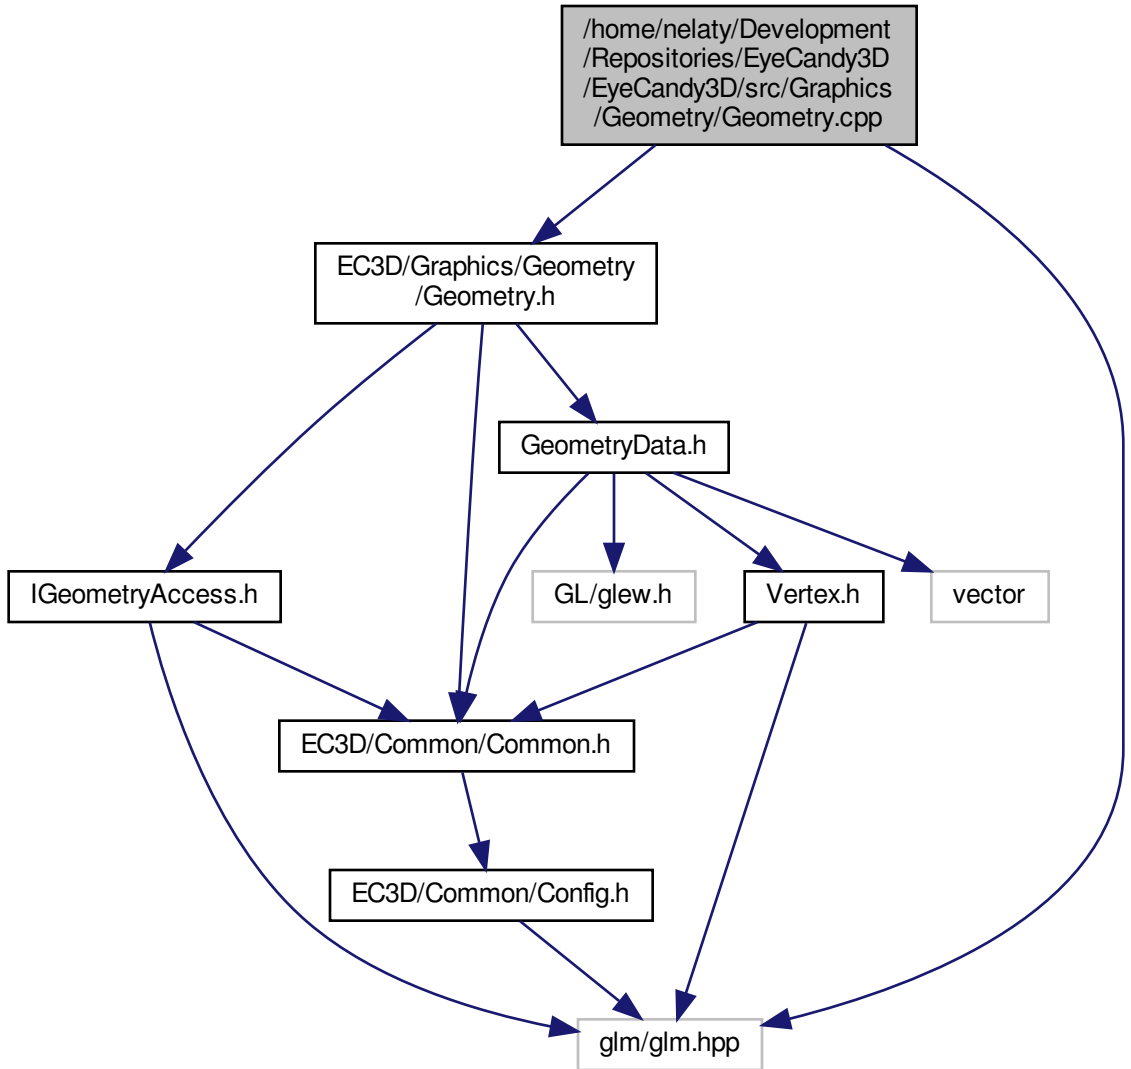 /home/nelaty/Development
/Repositories/EyeCandy3D
/EyeCandy3D/src/Graphics
/Geometry/Geometry.cpp
EC3D/Graphics/Geometry
/Geometry.h
GeometryData.h
IGeometryAccess.h
GL/glew.h
Vertex.h
vector
EC3D/Common/Common.h
EC3D/Common/Config.h
glm/glm.hpp